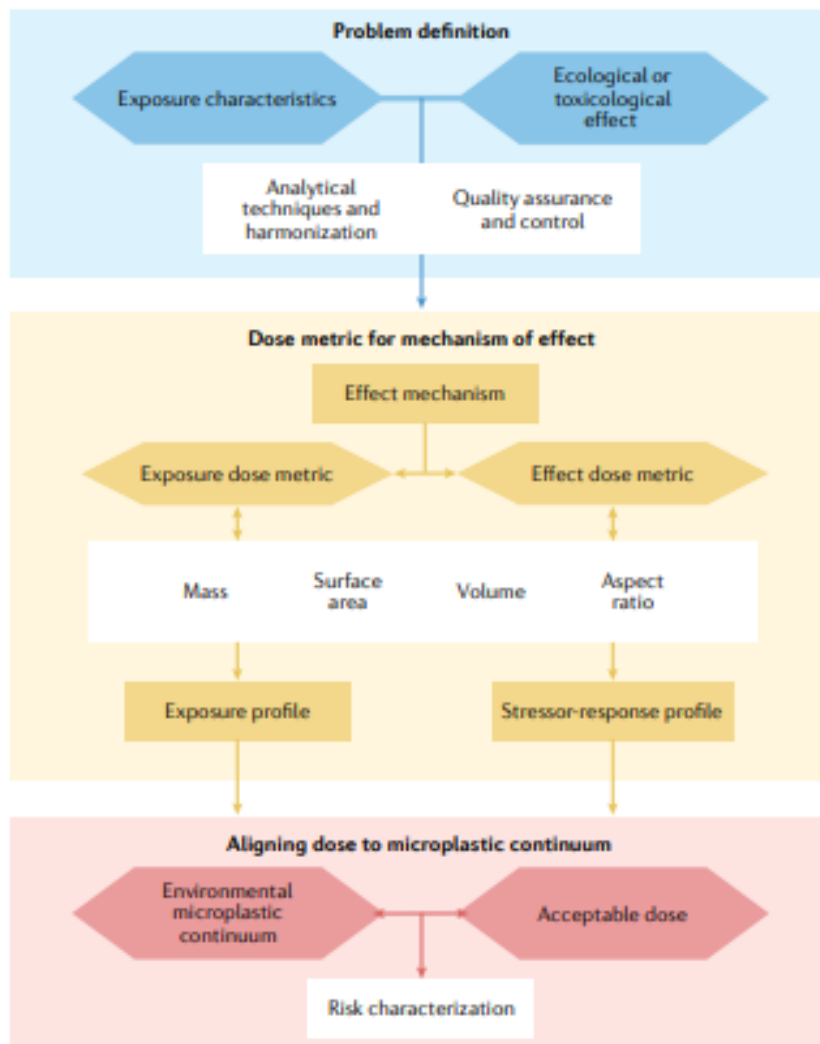 Problem definition
Exposure characteristics
Ecological or
toxicological
effect
Analytical
techniques and
harmonization
Quality assurance
and control
Dose metric for mechanism of effect
Effect mechanism
Exposure dose metric
Effect dose metric
Mass
Surface
area
Volume
Aspect
ratio
Exposure profile
Stressor-response profile
Aligning dose to microplastic continuum
Environmental
microplastic
continuum
Acceptable dose
Risk characterization